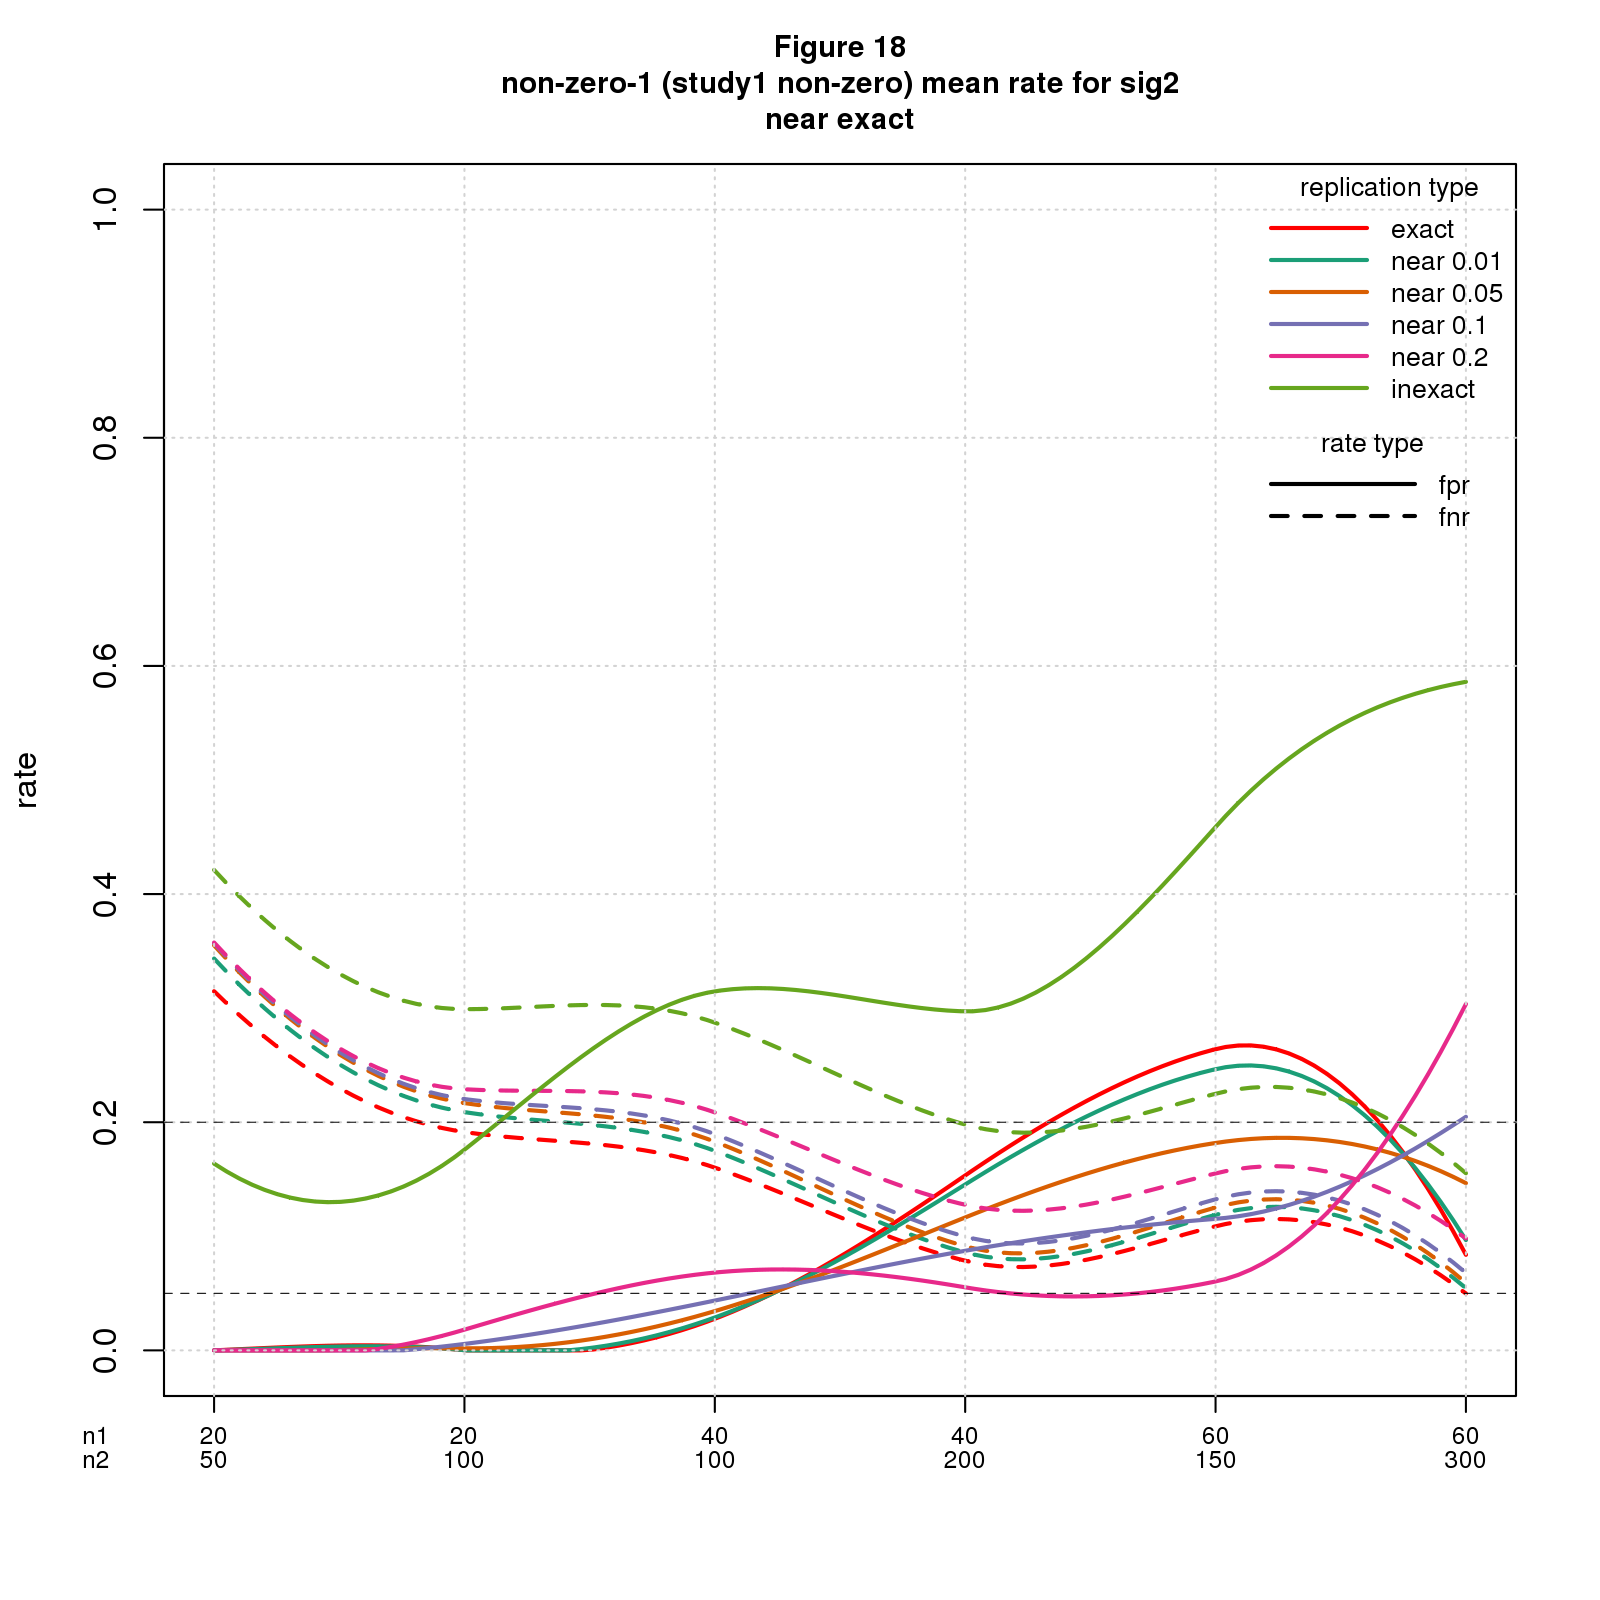 Figure 18
non-zero-1 (study1 non-zero) mean rate for sig2
near exact
replication type
exact
near 0.01
near 0.05
near 0.1
near 0.2
inexact
rate type
fpr
fnr
rate
1.0
0.8
0.6
0.4
0.2
0.0
n1 20 20 40 40 60 60
n2 50 100 100 200 150 300